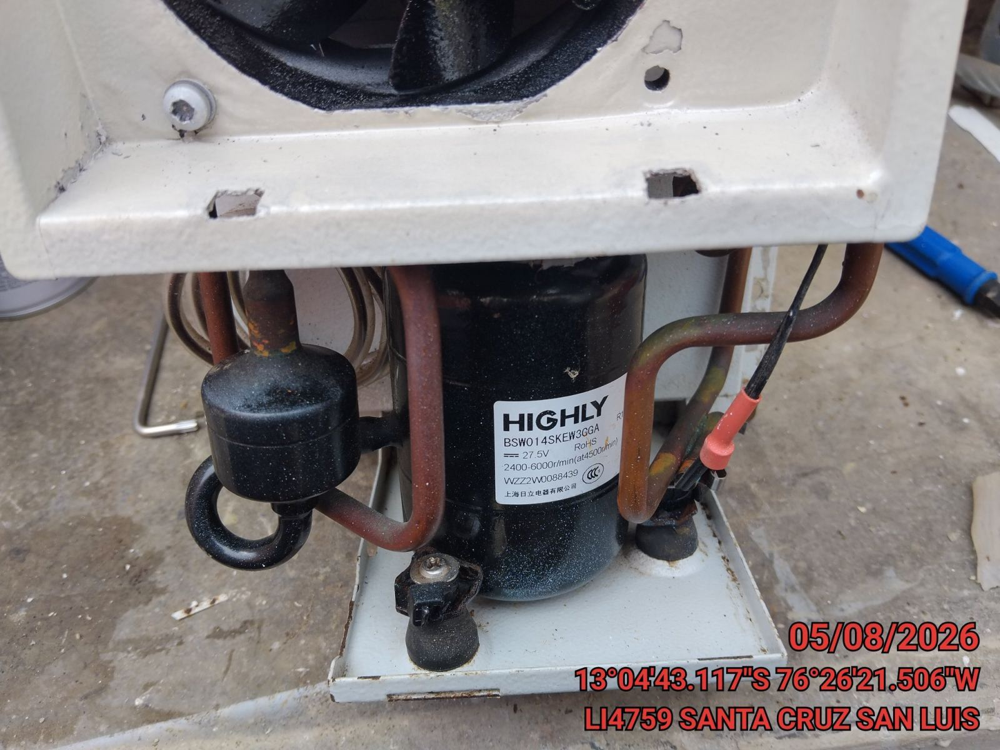 HIGHLY
BSW014SKEW3CGA
27.5V RoHS
2400-6000r/min(at4500r/min)
WZZ2W0088439
上海日立电器有限公司
05/08/2026
13°04'43.117"S 76°26'21.506"W
LI4759 SANTA CRUZ SAN LUIS